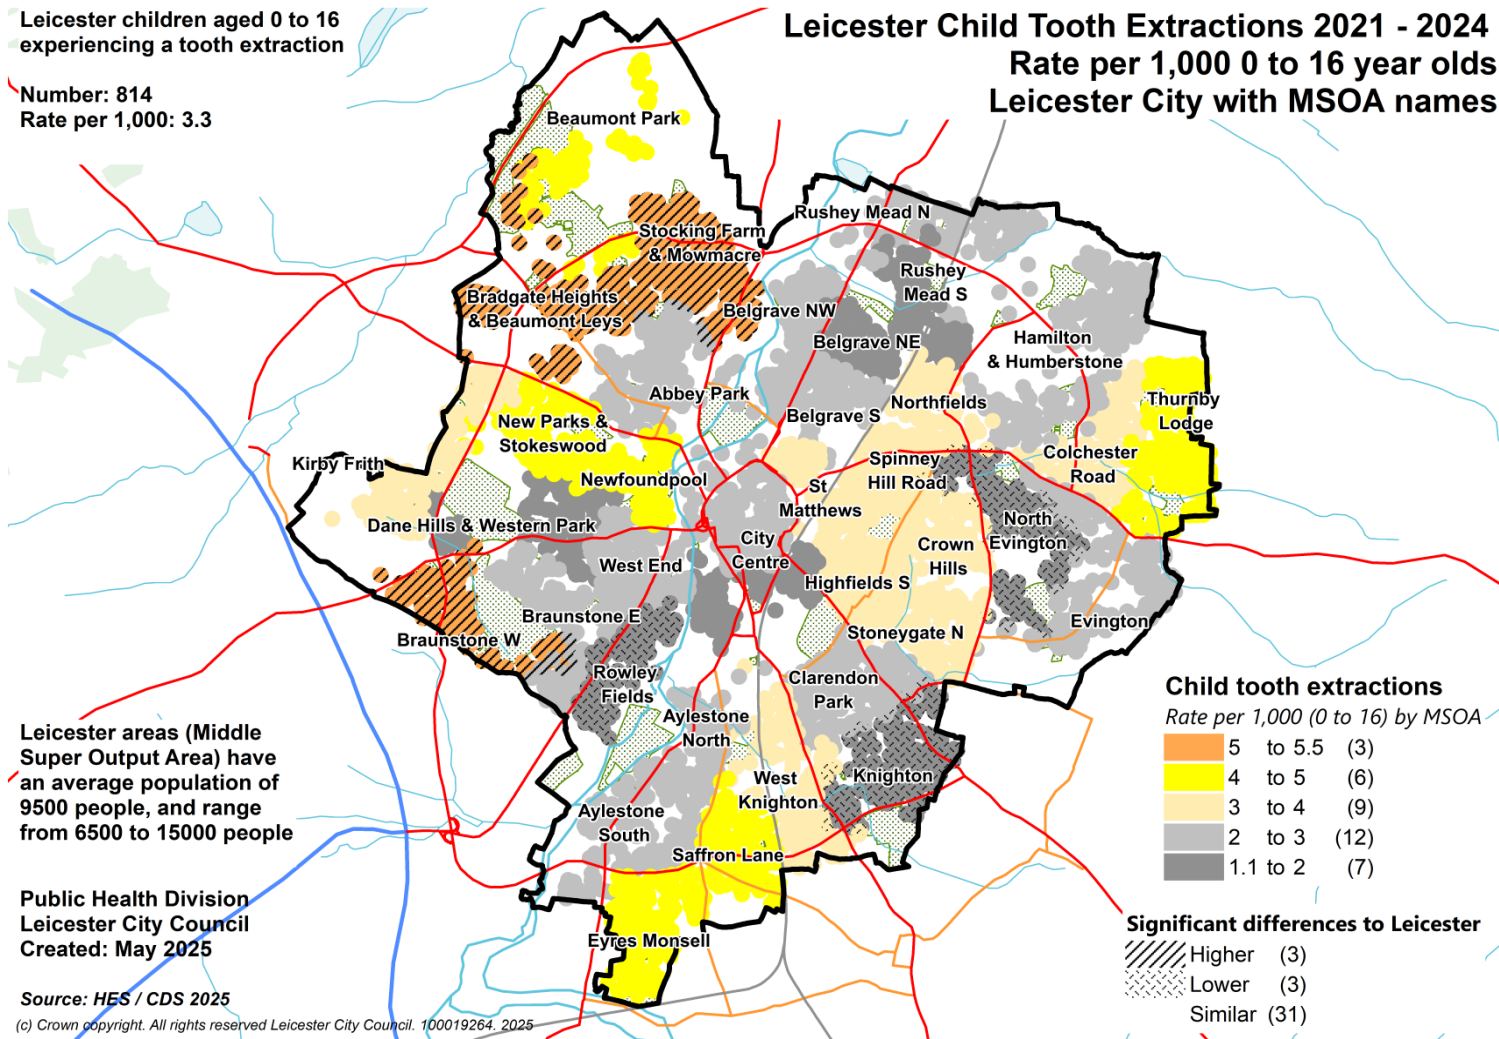 Leicester children aged 0 to 16
experiencing a tooth extraction
Number: 814
Rate per 1,000: 3.3
Leicester Child Tooth Extractions 2021 - 2024
Rate per 1,000 0 to 16 year olds
Leicester City with MSOA names
Beaumont Park
Rushey Mead N
Stocking Farm
& Mowmacre
Rushey
Mead S
Bradgate Heights
& Beaumont Leys
Belgrave NW
Belgrave NE
Hamilton
& Humberstone
Abbey Park
Belgrave S
Northfields
Thurnby
Lodge
New Parks &
Stokeswood
Kirby Frith
Newfoundpool
Spinney
Hill Road
Colchester
Road
St
Matthews
Dane Hills & Western Park
North
Evington
City
Centre
Crown
Hills
West End
Highfields S
Braunstone E
Evington
Braunstone W
Stoneygate N
Rowley
Fields
Clarendon
Park
Aylestone
North
West
Knighton
Knighton
Aylestone
South
Saffron Lane
Eyres Monsell
Leicester areas (Middle
Super Output Area) have
an average population of
9500 people, and range
from 6500 to 15000 people
Public Health Division
Leicester City Council
Created: May 2025
Source: HES / CDS 2025
(c) Crown copyright. All rights reserved Leicester City Council. 100019264. 2025
Child tooth extractions
Rate per 1,000 (0 to 16) by MSOA
5 to 5.5 (3)
4 to 5 (6)
3 to 4 (9)
2 to 3 (12)
1.1 to 2 (7)
Significant differences to Leicester
Higher (3)
Lower (3)
Similar (31)